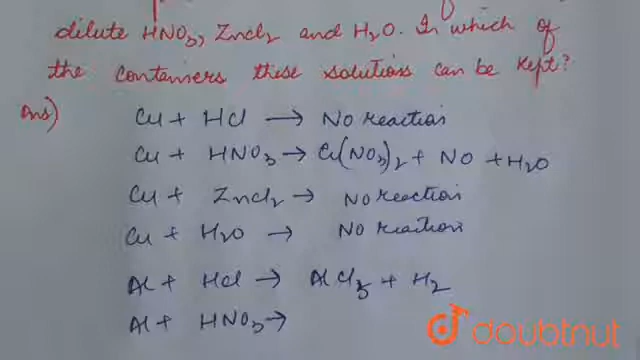 dilute HNO3, ZnCl2 and H2O. In which of
the containers these solutions can be kept?
Ans) Cu + HCl → No reaction
Cu + HNO3 → Cu(NO3)2 + NO + H2O
Cu + ZnCl2 → No reaction
Cu + H2O → No reaction
Al + HCl → AlCl3 + H2
Al + HNO3 →
doubtnut